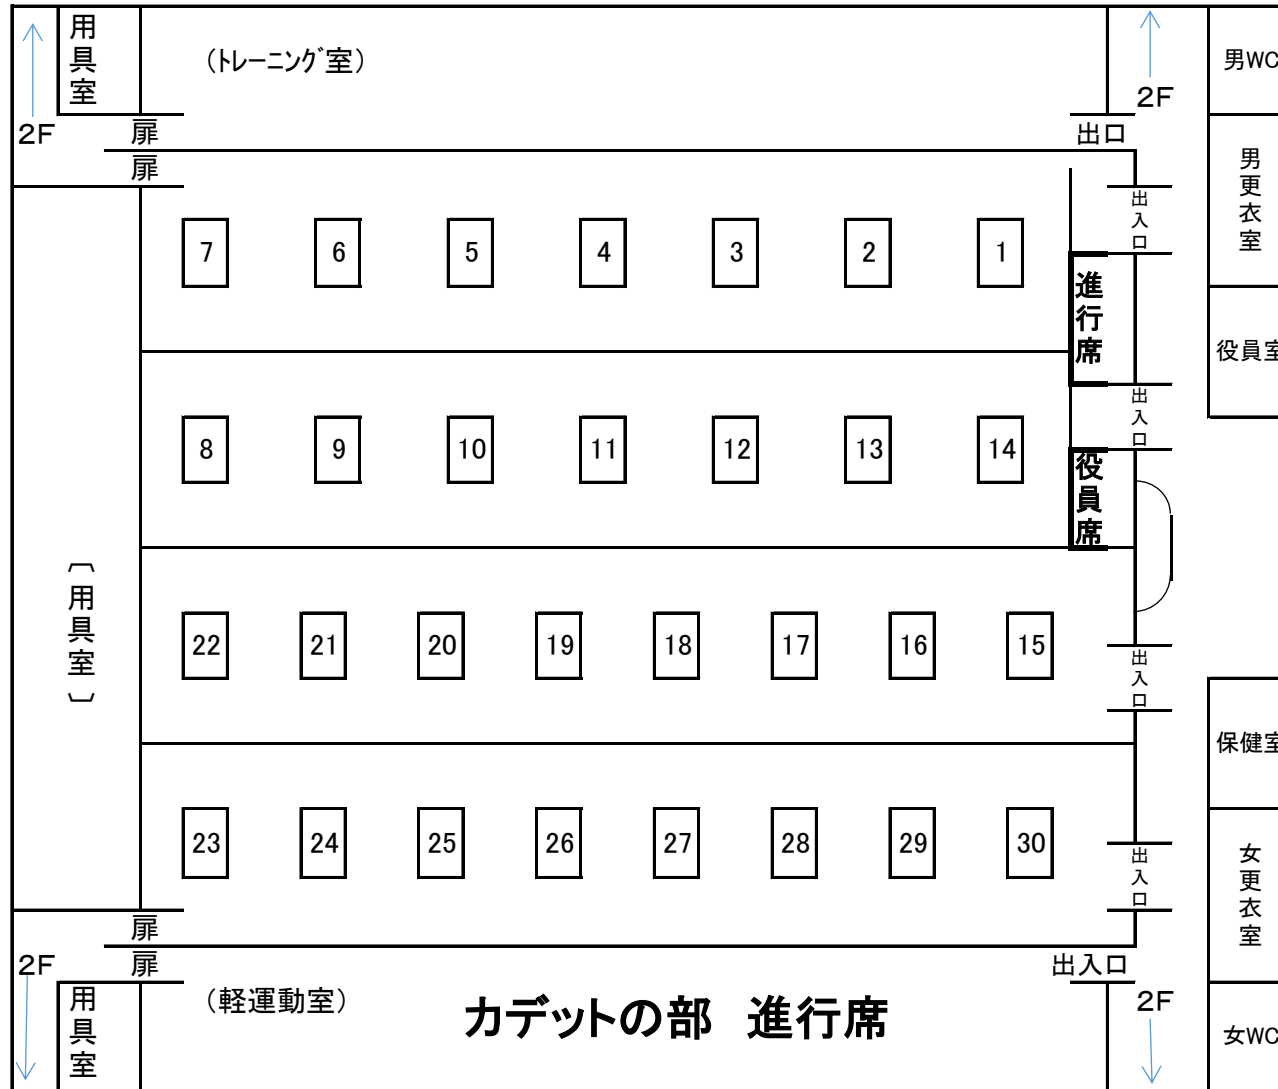 用具室
(トレーニング室)
2F
男WC
2F
扉
出口
扉
男更衣室
出入口
7 6 5 4 3 2 1
進行席
役員室
出入口
8 9 10 11 12 13 14
役員席
〔用具室〕
22 21 20 19 18 17 16 15
出入口
保健室
23 24 25 26 27 28 29 30
出入口
女更衣室
扉
2F
扉
出入口
用具室
(軽運動室)
カデットの部 進行席
2F
女WC